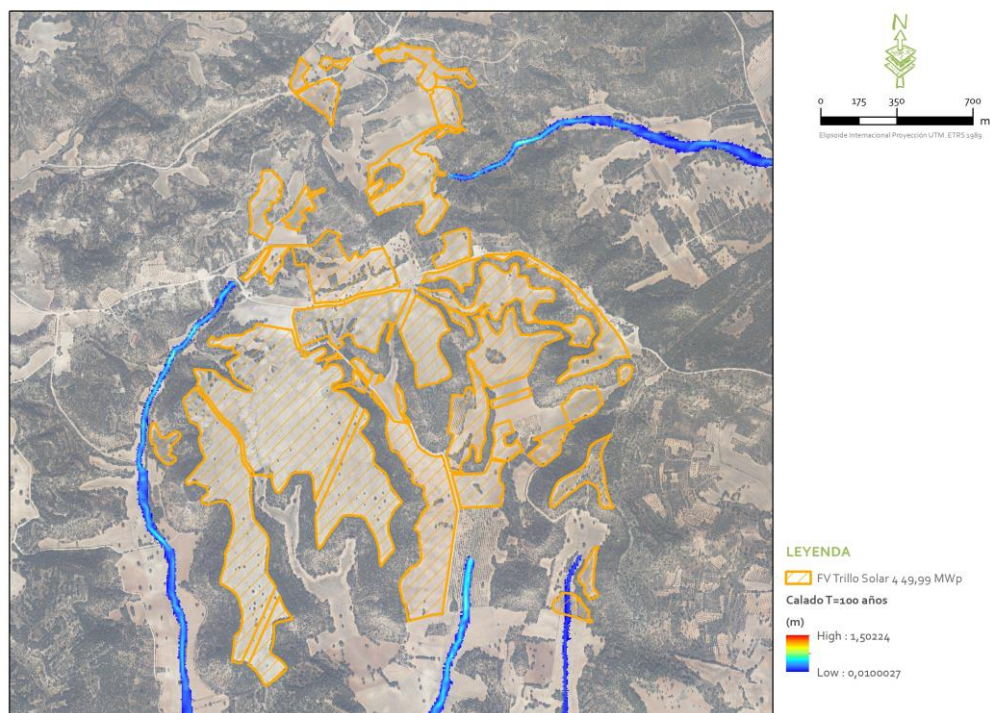 N
0 175 350 700
m
Elipsoide Internacional Proyección UTM. ETRS 1989.
LEYENDA
FV Trillo Solar 4 49,99 MWp
Calado T=100 años
(m)
High : 1,50224
Low : 0,0100027